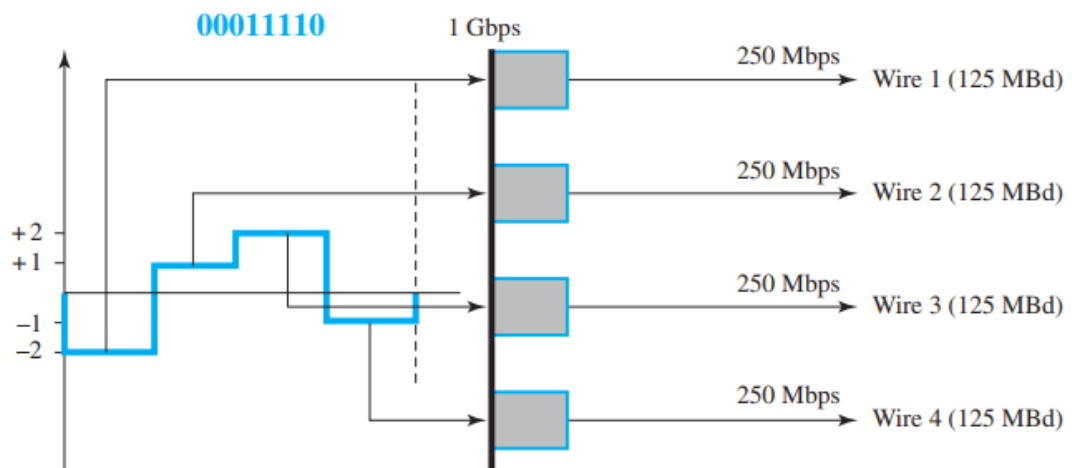 00011110
1 Gbps
250 Mbps
Wire 1 (125 MBd)
250 Mbps
Wire 2 (125 MBd)
+2
+1
250 Mbps
Wire 3 (125 MBd)
−1
−2
250 Mbps
Wire 4 (125 MBd)